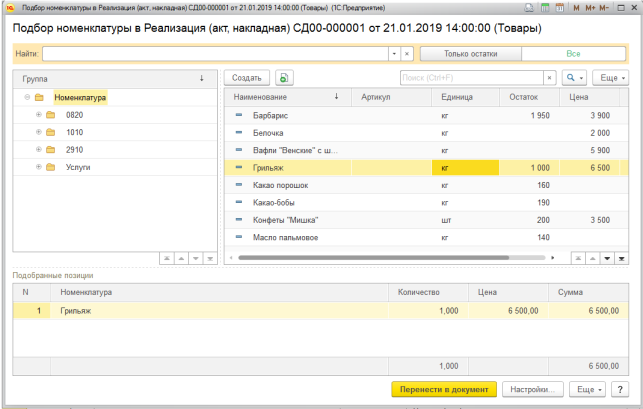 Подбор номенклатуры в Реализация (акт, накладная) СД00-000001 от 21.01.2019 14:00:00 (Товары) (1С:Предприятие)
M M+ M-
Подбор номенклатуры в Реализация (акт, накладная) СД00-000001 от 21.01.2019 14:00:00 (Товары)
Найти: Только остатки Все
Группа
Номенклатура
0820
1010
2910
Услуги
Создать Поиск (Ctrl+F) Еще
Наименование Артикул Единица Остаток Цена
Барбарис кг 1 950 3 900
Белочка кг 2 000
Вафли "Венские" с ш... кг 5 900
Грильяж кг 1 000 6 500
Какао порошок кг 160
Какао-бобы кг 190
Конфеты "Мишка" шт 200 3 500
Масло пальмовое кг 140
Подобранные позиции
N Номенклатура Количество Цена Сумма
1 Грильяж 1,000 6 500,00 6 500,00
1,000 6 500,00
Перенести в документ Настройки... Еще ?